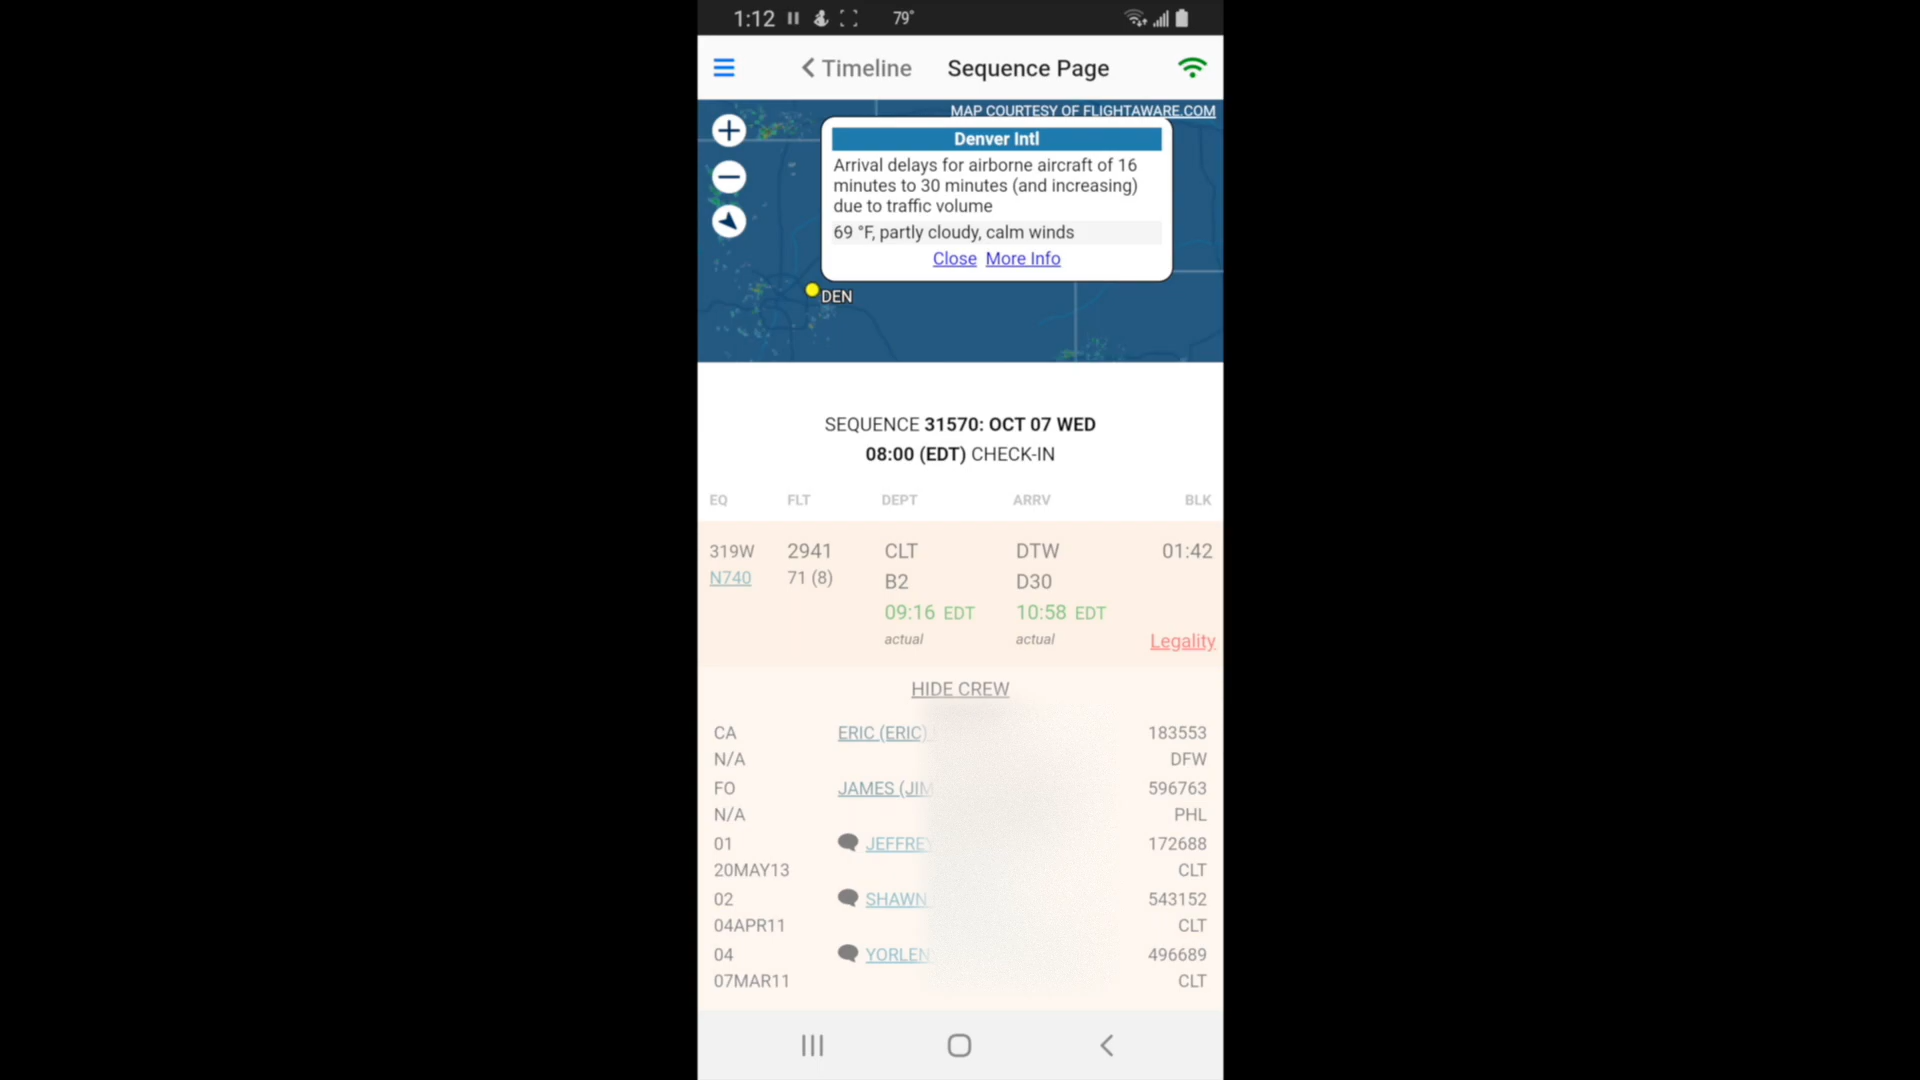 1:12 79°
Timeline Sequence Page
MAP COURTESY OF FLIGHTAWARE.COM
Denver Intl
Arrival delays for airborne aircraft of 16
minutes to 30 minutes (and increasing)
due to traffic volume
69 °F, partly cloudy, calm winds
Close More Info
DEN
SEQUENCE 31570: OCT 07 WED
08:00 (EDT) CHECK-IN
EQ FLT DEPT ARRV BLK
319W 2941 CLT DTW 01:42
N740 71 (8) B2 D30
09:16 EDT 10:58 EDT
actual actual Legality
HIDE CREW
CA ERIC (ERIC) 183553
N/A DFW
FO JAMES (JIM 596763
N/A PHL
01 JEFFREY 172688
20MAY13 CLT
02 SHAWN 543152
04APR11 CLT
04 YORLEN 496689
07MAR11 CLT